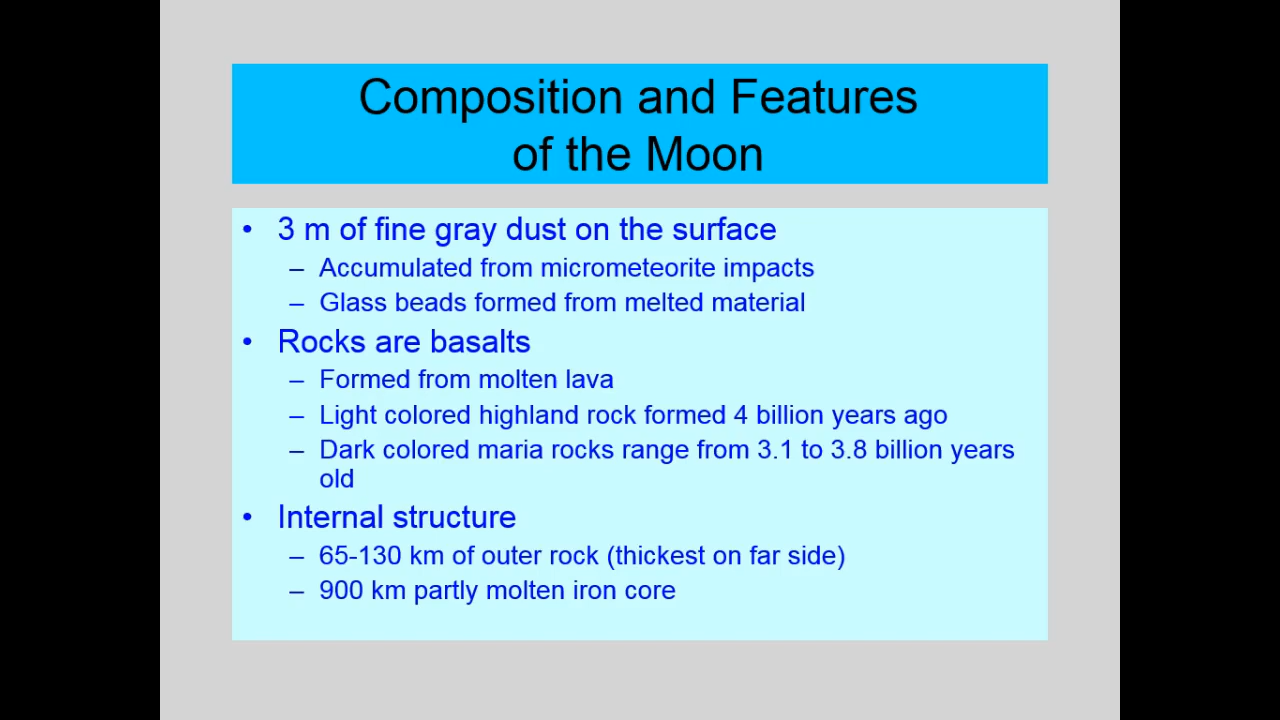 Composition and Features
of the Moon
• 3 m of fine gray dust on the surface
– Accumulated from micrometeorite impacts
– Glass beads formed from melted material
• Rocks are basalts
– Formed from molten lava
– Light colored highland rock formed 4 billion years ago
– Dark colored maria rocks range from 3.1 to 3.8 billion years
old
• Internal structure
– 65-130 km of outer rock (thickest on far side)
– 900 km partly molten iron core